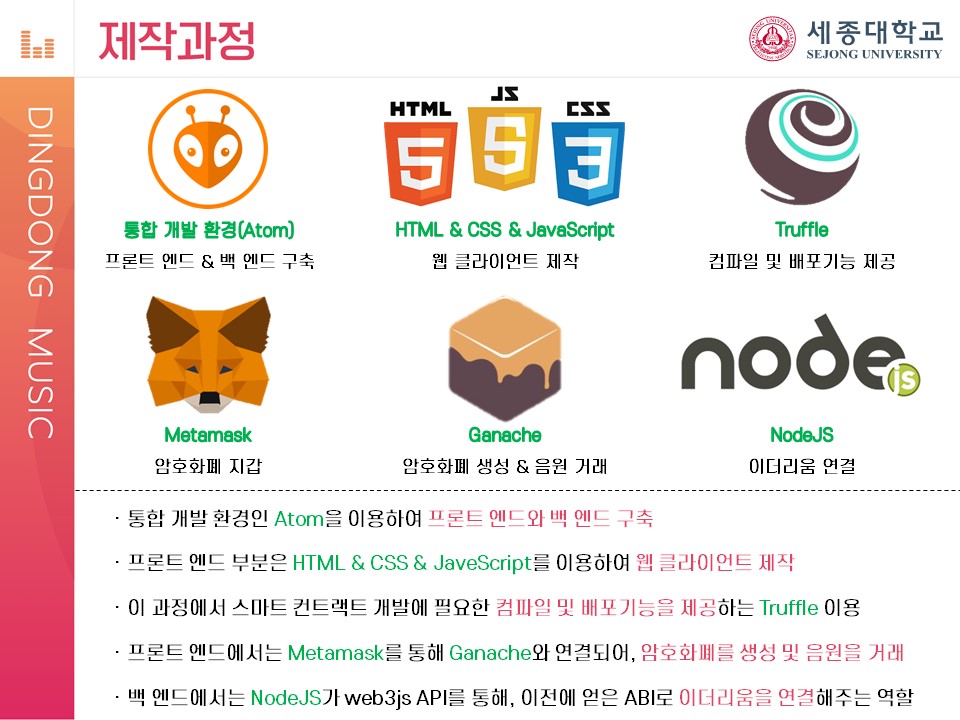 제작과정
세종대학교
SEJONG UNIVERSITY
DINGDONG MUSIC
HTML
JS
CSS
5
5
3
통합 개발 환경(Atom)
HTML & CSS & JavaScript
Truffle
프론트 엔드 & 백 엔드 구축
웹 클라이언트 제작
컴파일 및 배포기능 제공
node
js
Metamask
Ganache
NodeJS
암호화폐 지갑
암호화폐 생성 & 음원 거래
이더리움 연결
· 통합 개발 환경인 Atom을 이용하여 프론트 엔드와 백 엔드 구축
· 프론트 엔드 부분은 HTML & CSS & JaveScript를 이용하여 웹 클라이언트 제작
· 이 과정에서 스마트 컨트랙트 개발에 필요한 컴파일 및 배포기능을 제공하는 Truffle 이용
· 프론트 엔드에서는 Metamask를 통해 Ganache와 연결되어, 암호화폐를 생성 및 음원을 거래
· 백 엔드에서는 NodeJS가 web3js API를 통해, 이전에 얻은 ABI로 이더리움을 연결해주는 역할